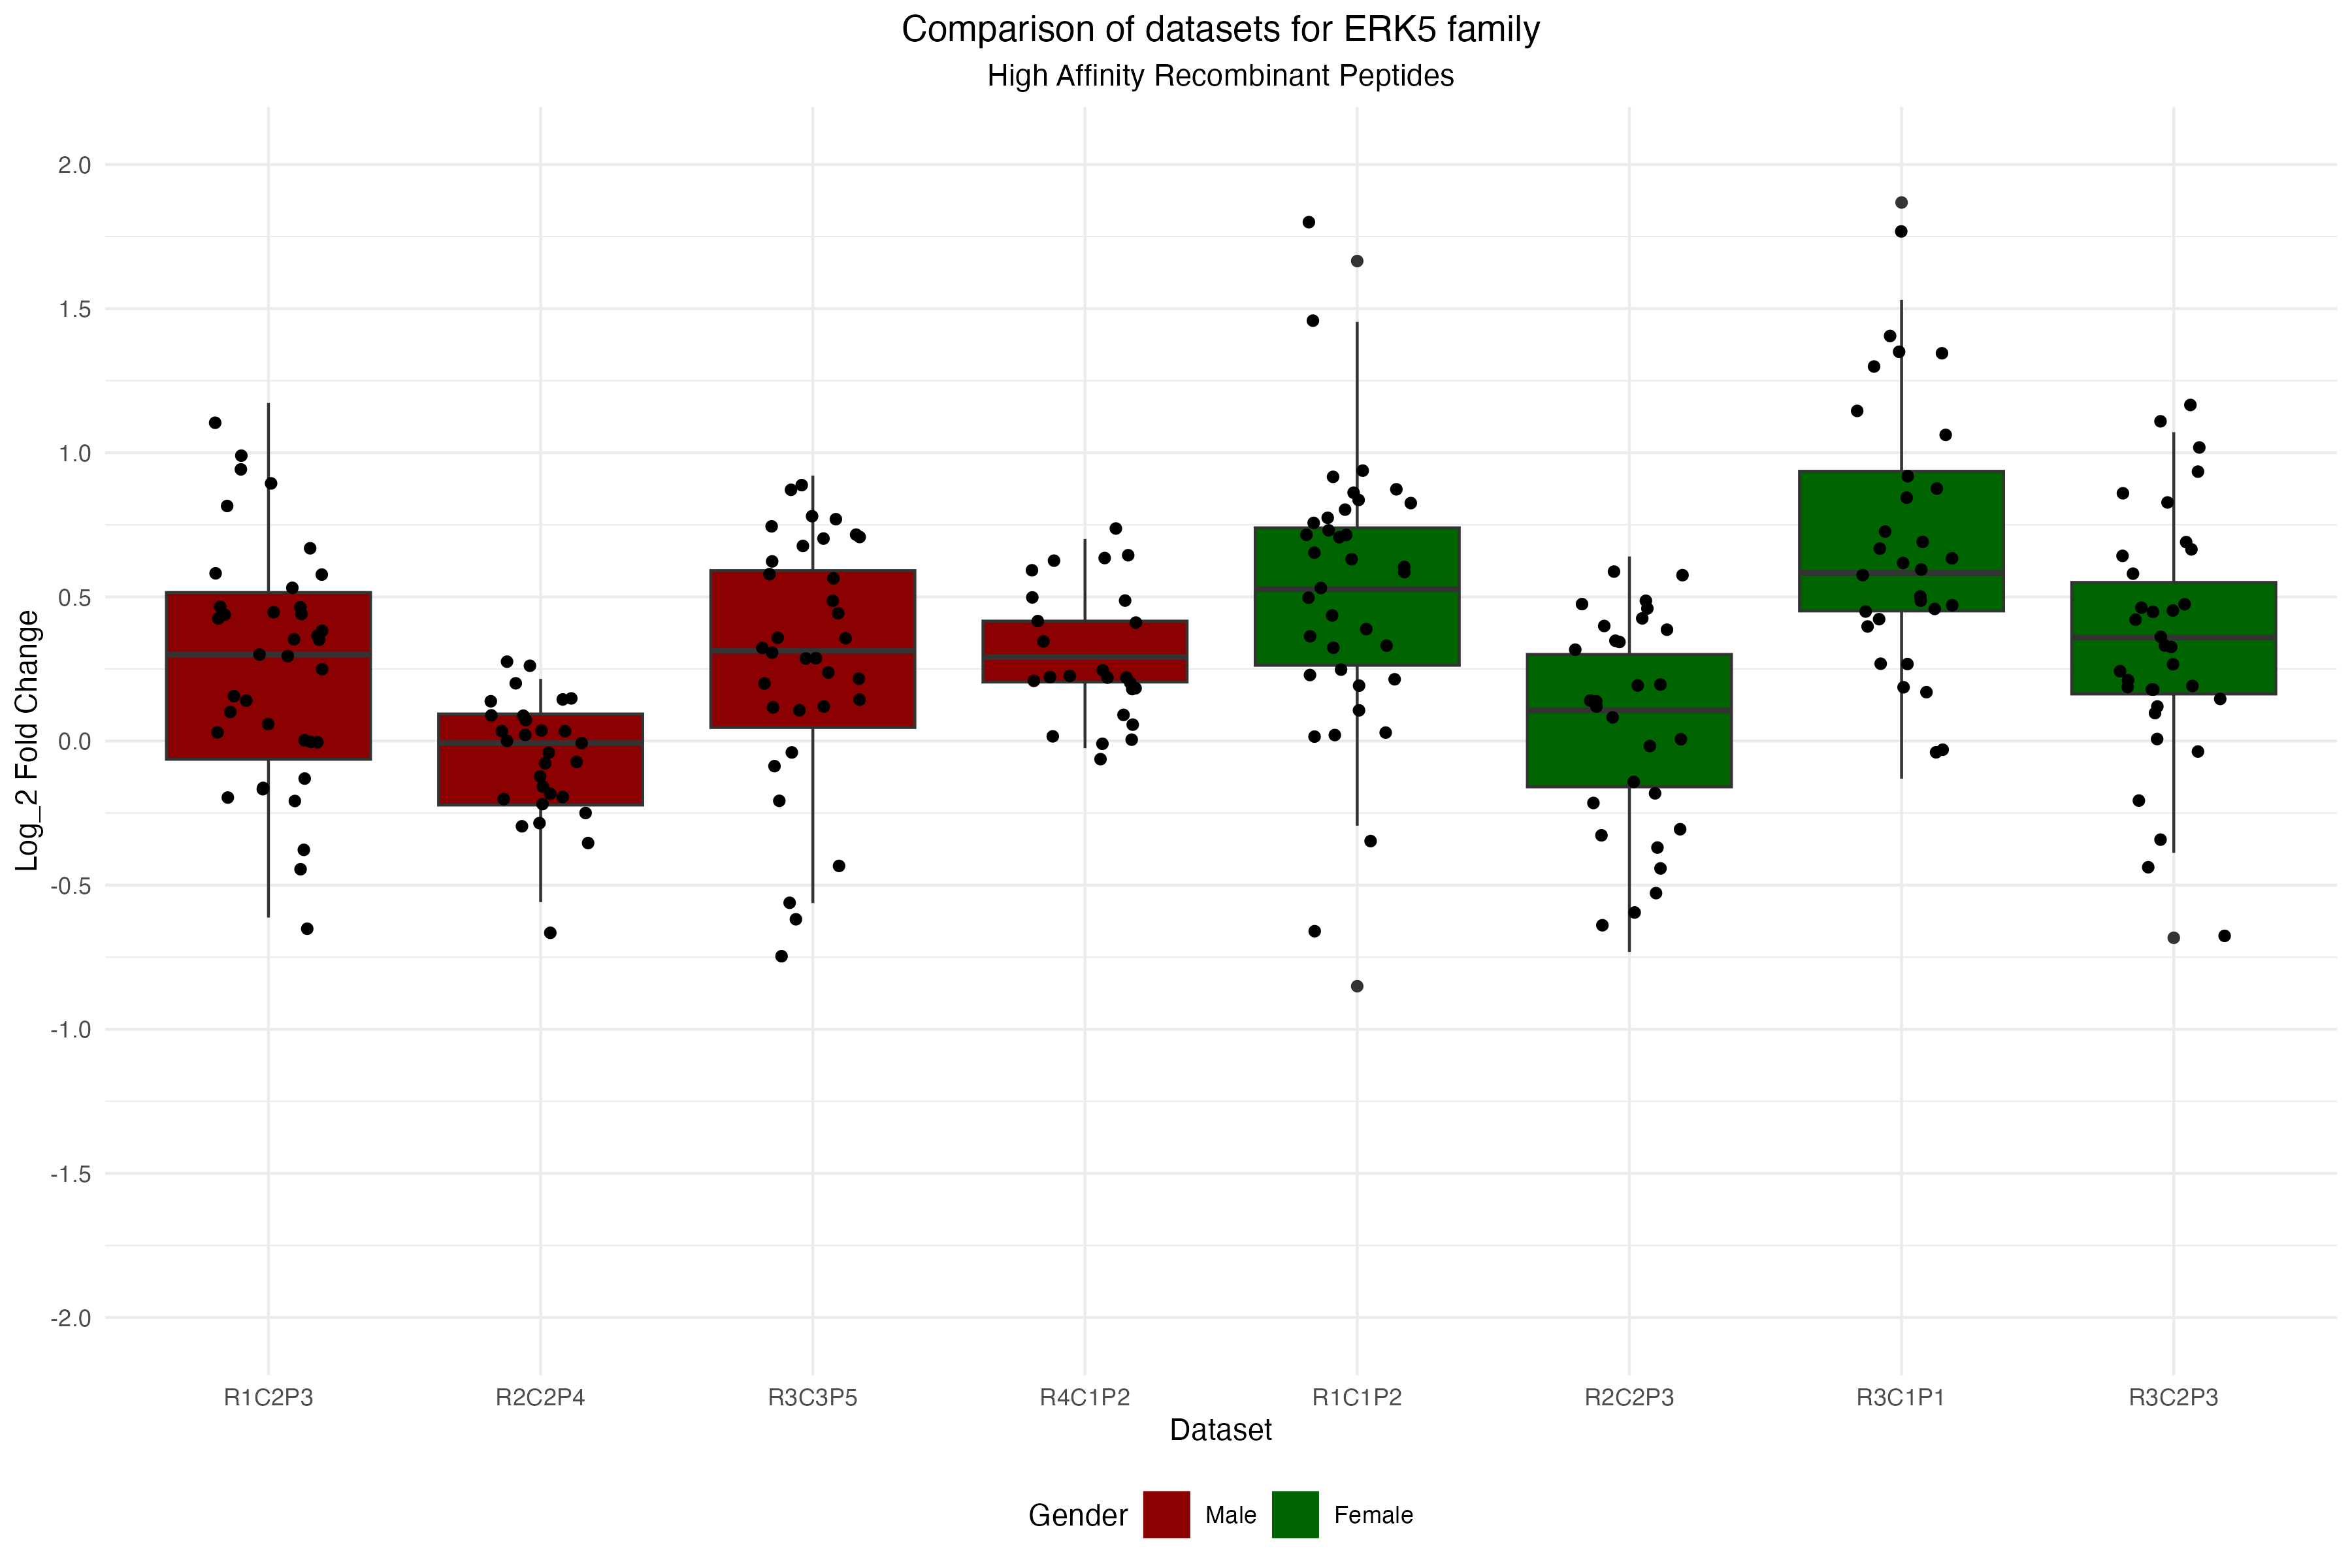 Comparison of datasets for ERK5 family
High Affinity Recombinant Peptides
Log_2 Fold Change
2.0
1.5
1.0
0.5
0.0
-0.5
-1.0
-1.5
-2.0
R1C2P3 R2C2P4 R3C3P5 R4C1P2 R1C1P2 R2C2P3 R3C1P1 R3C2P3
Dataset
Gender Male Female